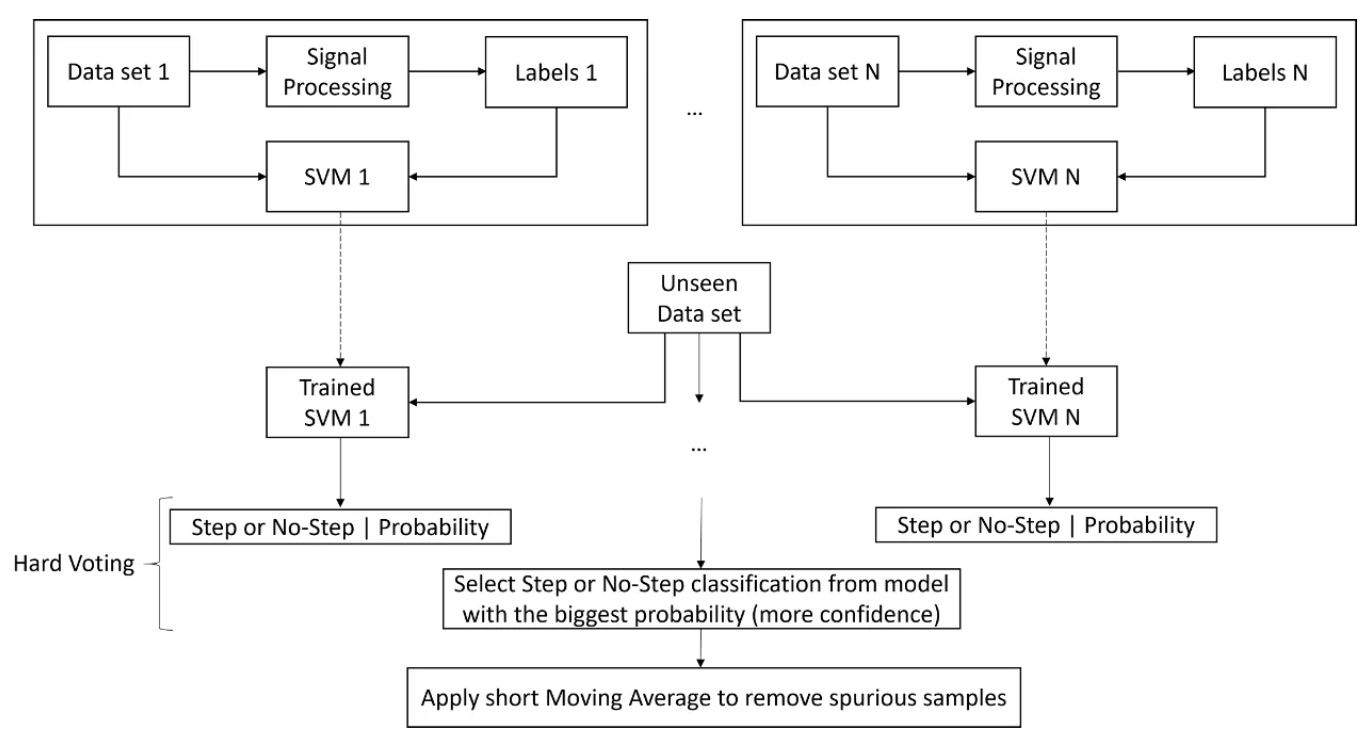 Data set 1
Signal
Processing
Labels 1
SVM 1
...
Data set N
Signal
Processing
Labels N
SVM N
Unseen
Data set
Trained
SVM 1
...
Trained
SVM N
Hard Voting
Step or No-Step | Probability
Step or No-Step | Probability
Select Step or No-Step classification from model
with the biggest probability (more confidence)
Apply short Moving Average to remove spurious samples